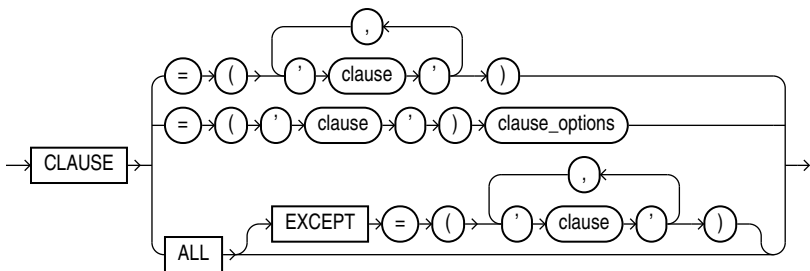 ,
= ( ' clause ' )
= ( ' clause ' ) clause_options
CLAUSE
,
EXCEPT = ( ' clause ' )
ALL